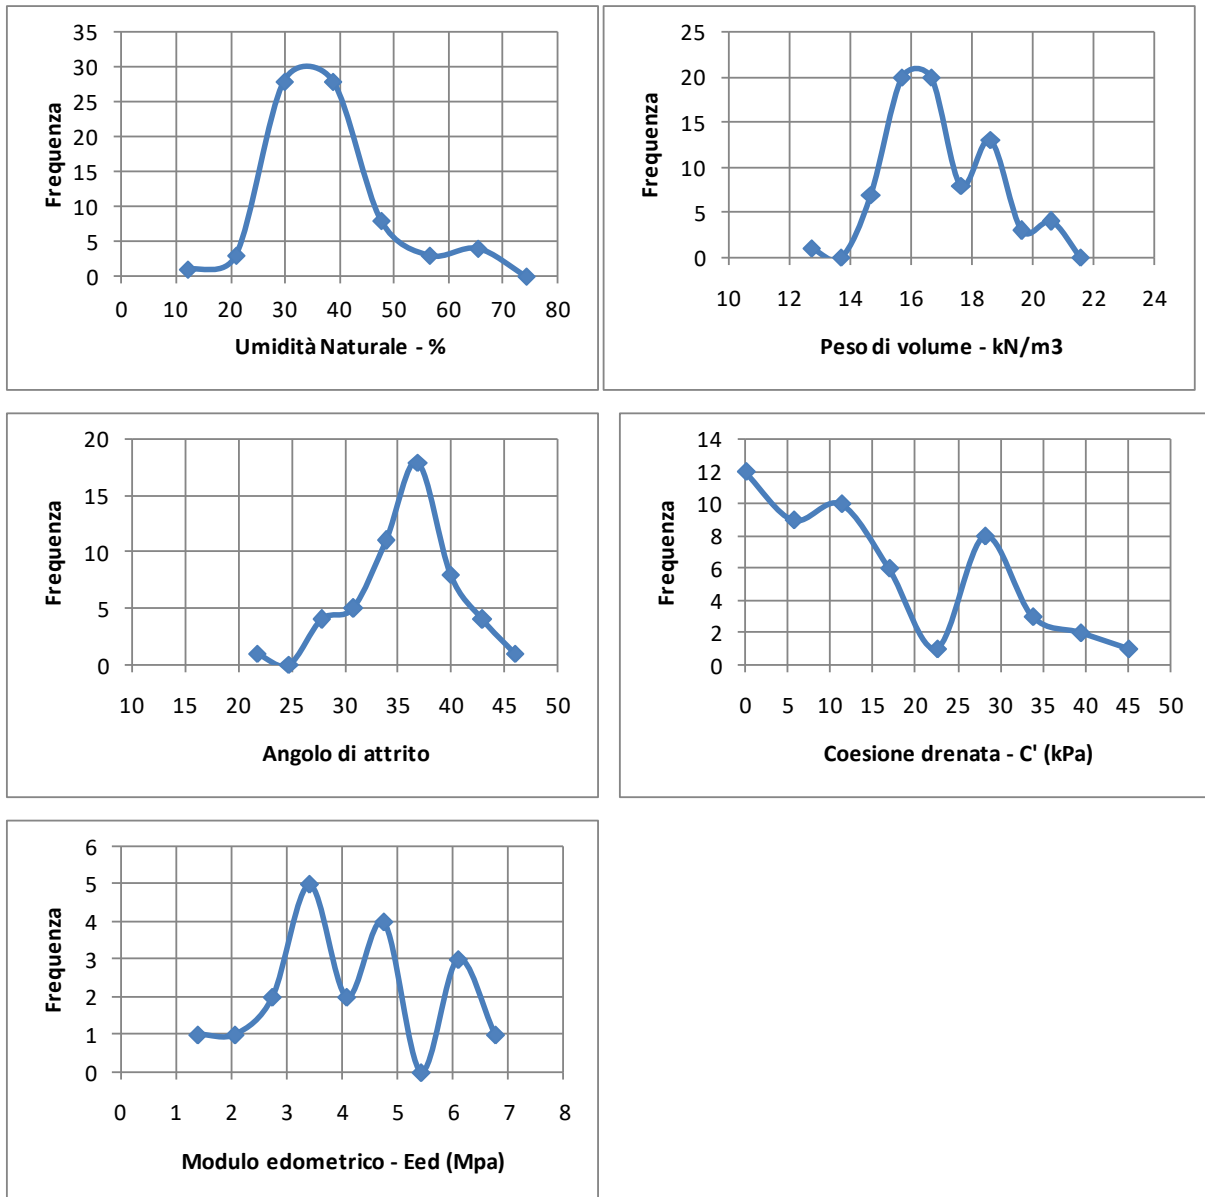 35
30
25
20
15
10
5
0
Frequenza
0 10 20 30 40 50 60 70 80
Umidità Naturale - %
25
20
15
10
5
0
Frequenza
10 12 14 16 18 20 22 24
Peso di volume - kN/m3
20
15
10
5
0
Frequenza
10 15 20 25 30 35 40 45 50
Angolo di attrito
14
12
10
8
6
4
2
0
Frequenza
0 5 10 15 20 25 30 35 40 45 50
Coesione drenata - C' (kPa)
6
5
4
3
2
1
0
Frequenza
0 1 2 3 4 5 6 7 8
Modulo edometrico - Eed (Mpa)